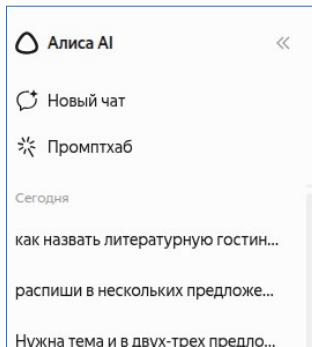 Алиса AI
Новый чат
Промптхаб
Сегодня
как назвать литературную гостин...
распиши в нескольких предложе...
Нужна тема и в двух-трех предло...